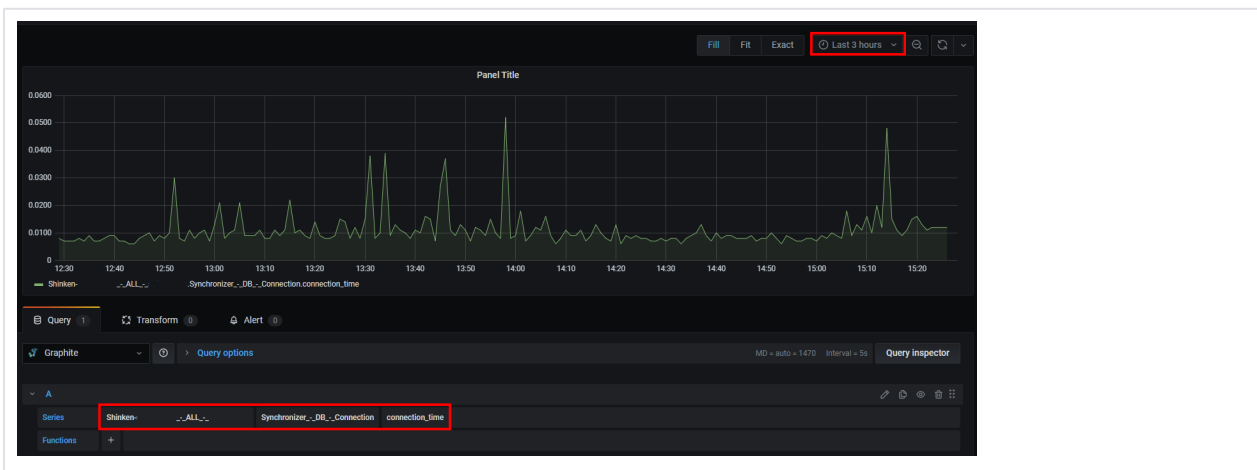 Fill Fit Exact Last 3 hours
Panel Title
0.0600
0.0500
0.0400
0.0300
0.0200
0.0100
0
12:30 12:40 12:50 13:00 13:10 13:20 13:30 13:40 13:50 14:00 14:10 14:20 14:30 14:40 14:50 15:00 15:10 15:20
Shinken- _-_ALL_-_ .Synchronizer_-_DB_-_Connection.connection_time
Query 1 Transform 0 Alert 0
Graphite Query options MD = auto = 1470 Interval = 5s Query inspector
A
Series Shinken- _-_ALL_-_ Synchronizer_-_DB_-_Connection connection_time
Functions +